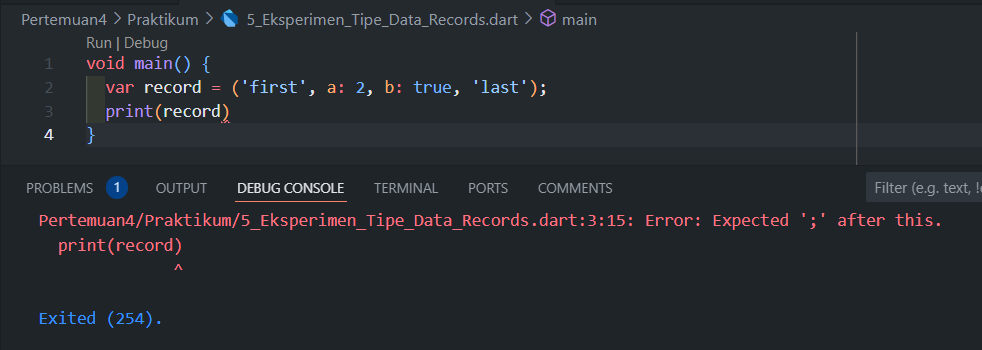 Pertemuan4 > Praktikum > 5_Eksperimen_Tipe_Data_Records.dart > main
Run | Debug
1 void main() {
2 var record = ('first', a: 2, b: true, 'last');
3 print(record)
4 }
PROBLEMS 1 OUTPUT DEBUG CONSOLE TERMINAL PORTS COMMENTS Filter (e.g. text, !
Pertemuan4/Praktikum/5_Eksperimen_Tipe_Data_Records.dart:3:15: Error: Expected ';' after this.
print(record)
^
Exited (254).